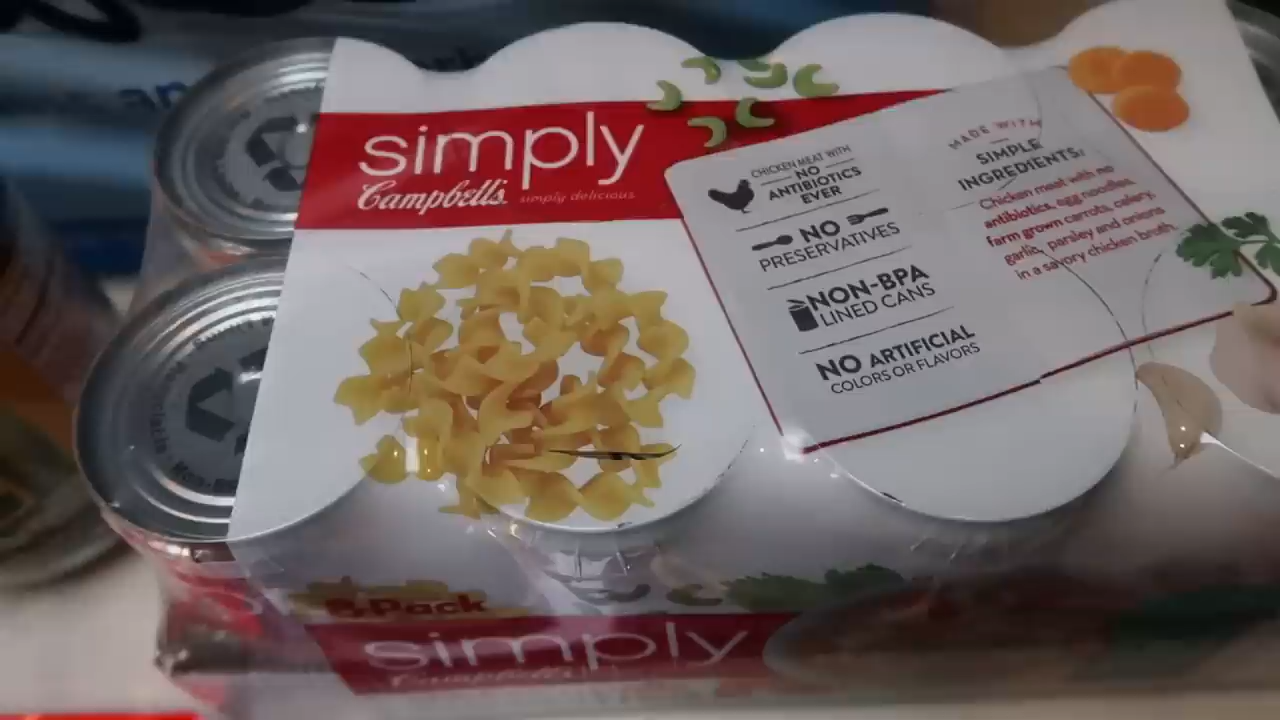 simply
Campbell's simply delicious
CHICKEN MEAT WITH
NO
ANTIBIOTICS
EVER
NO
PRESERVATIVES
NON-BPA
LINED CANS
NO ARTIFICIAL
COLORS OR FLAVORS
MADE WITH
SIMPLE
INGREDIENTS:
Chicken meat with no
antibiotics, egg noodles,
farm grown carrots, celery,
garlic, parsley and onions
in a savory chicken broth.
8-Pack
simply
Campbell's